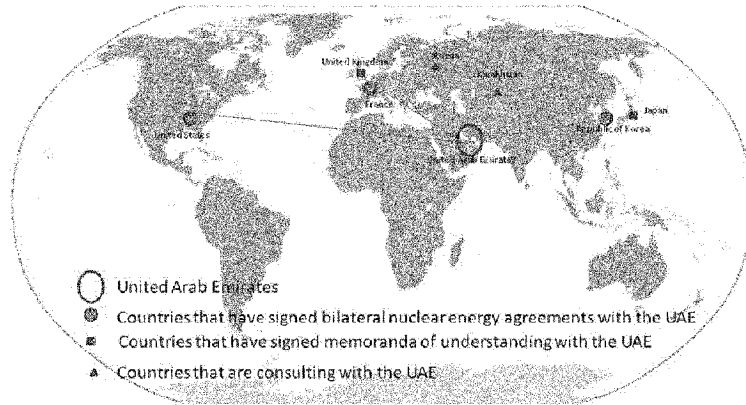 United Kingdom
Russia
Kazakhstan
France
Japan
United States
Republic of Korea
United Arab Emirates
United Arab Emirates
Countries that have signed bilateral nuclear energy agreements with the UAE
Countries that have signed memoranda of understanding with the UAE
Countries that are consulting with the UAE